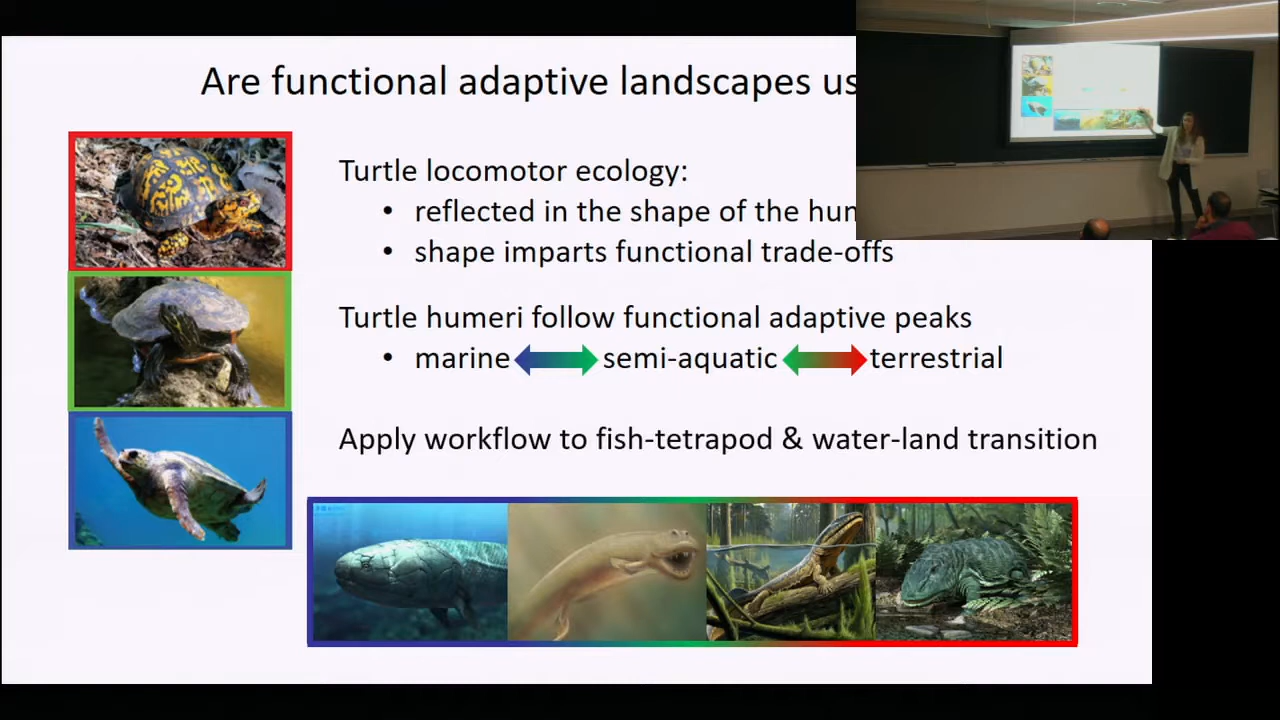 Are functional adaptive landscapes us
Turtle locomotor ecology:
• reflected in the shape of the hum
• shape imparts functional trade-offs
Turtle humeri follow functional adaptive peaks
• marine semi-aquatic terrestrial
Apply workflow to fish-tetrapod & water-land transition